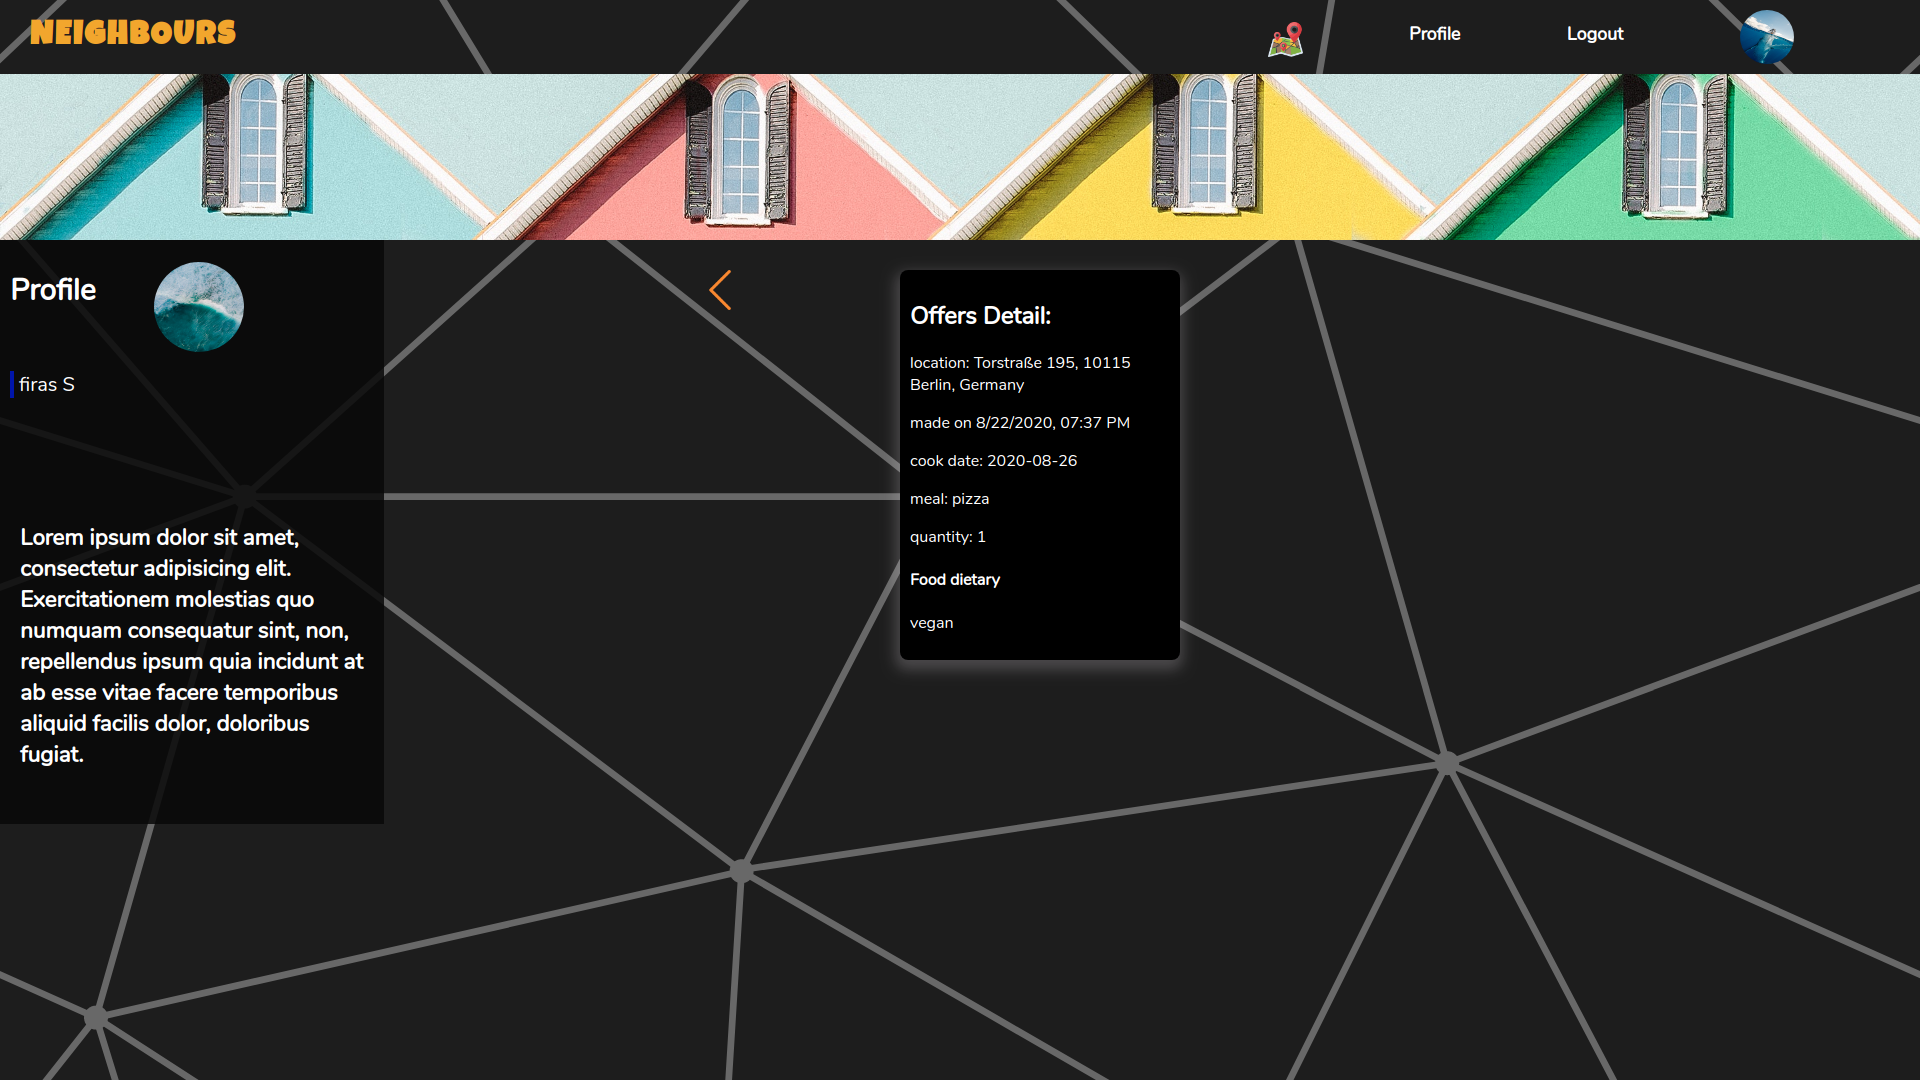 NEIGHBOURS
Profile
Logout
Profile
firas S
Lorem ipsum dolor sit amet,
consectetur adipisicing elit.
Exercitationem molestias quo
numquam consequatur sint, non,
repellendus ipsum quia incidunt at
ab esse vitae facere temporibus
aliquid facilis dolor, doloribus
fugiat.
Offers Detail:
location: Torstraße 195, 10115
Berlin, Germany
made on 8/22/2020, 07:37 PM
cook date: 2020-08-26
meal: pizza
quantity: 1
Food dietary
vegan